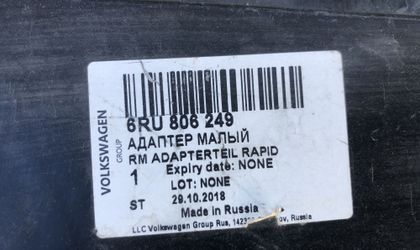 VOLKSWAGEN
GROUP
6RU 806 249
АДАПТЕР МАЛЫЙ
RM ADAPTERTEIL RAPID
1 Expiry date: NONE
LOT: NONE
ST 29.10.2018
Made in Russia
LLC Volkswagen Group Rus, Russia